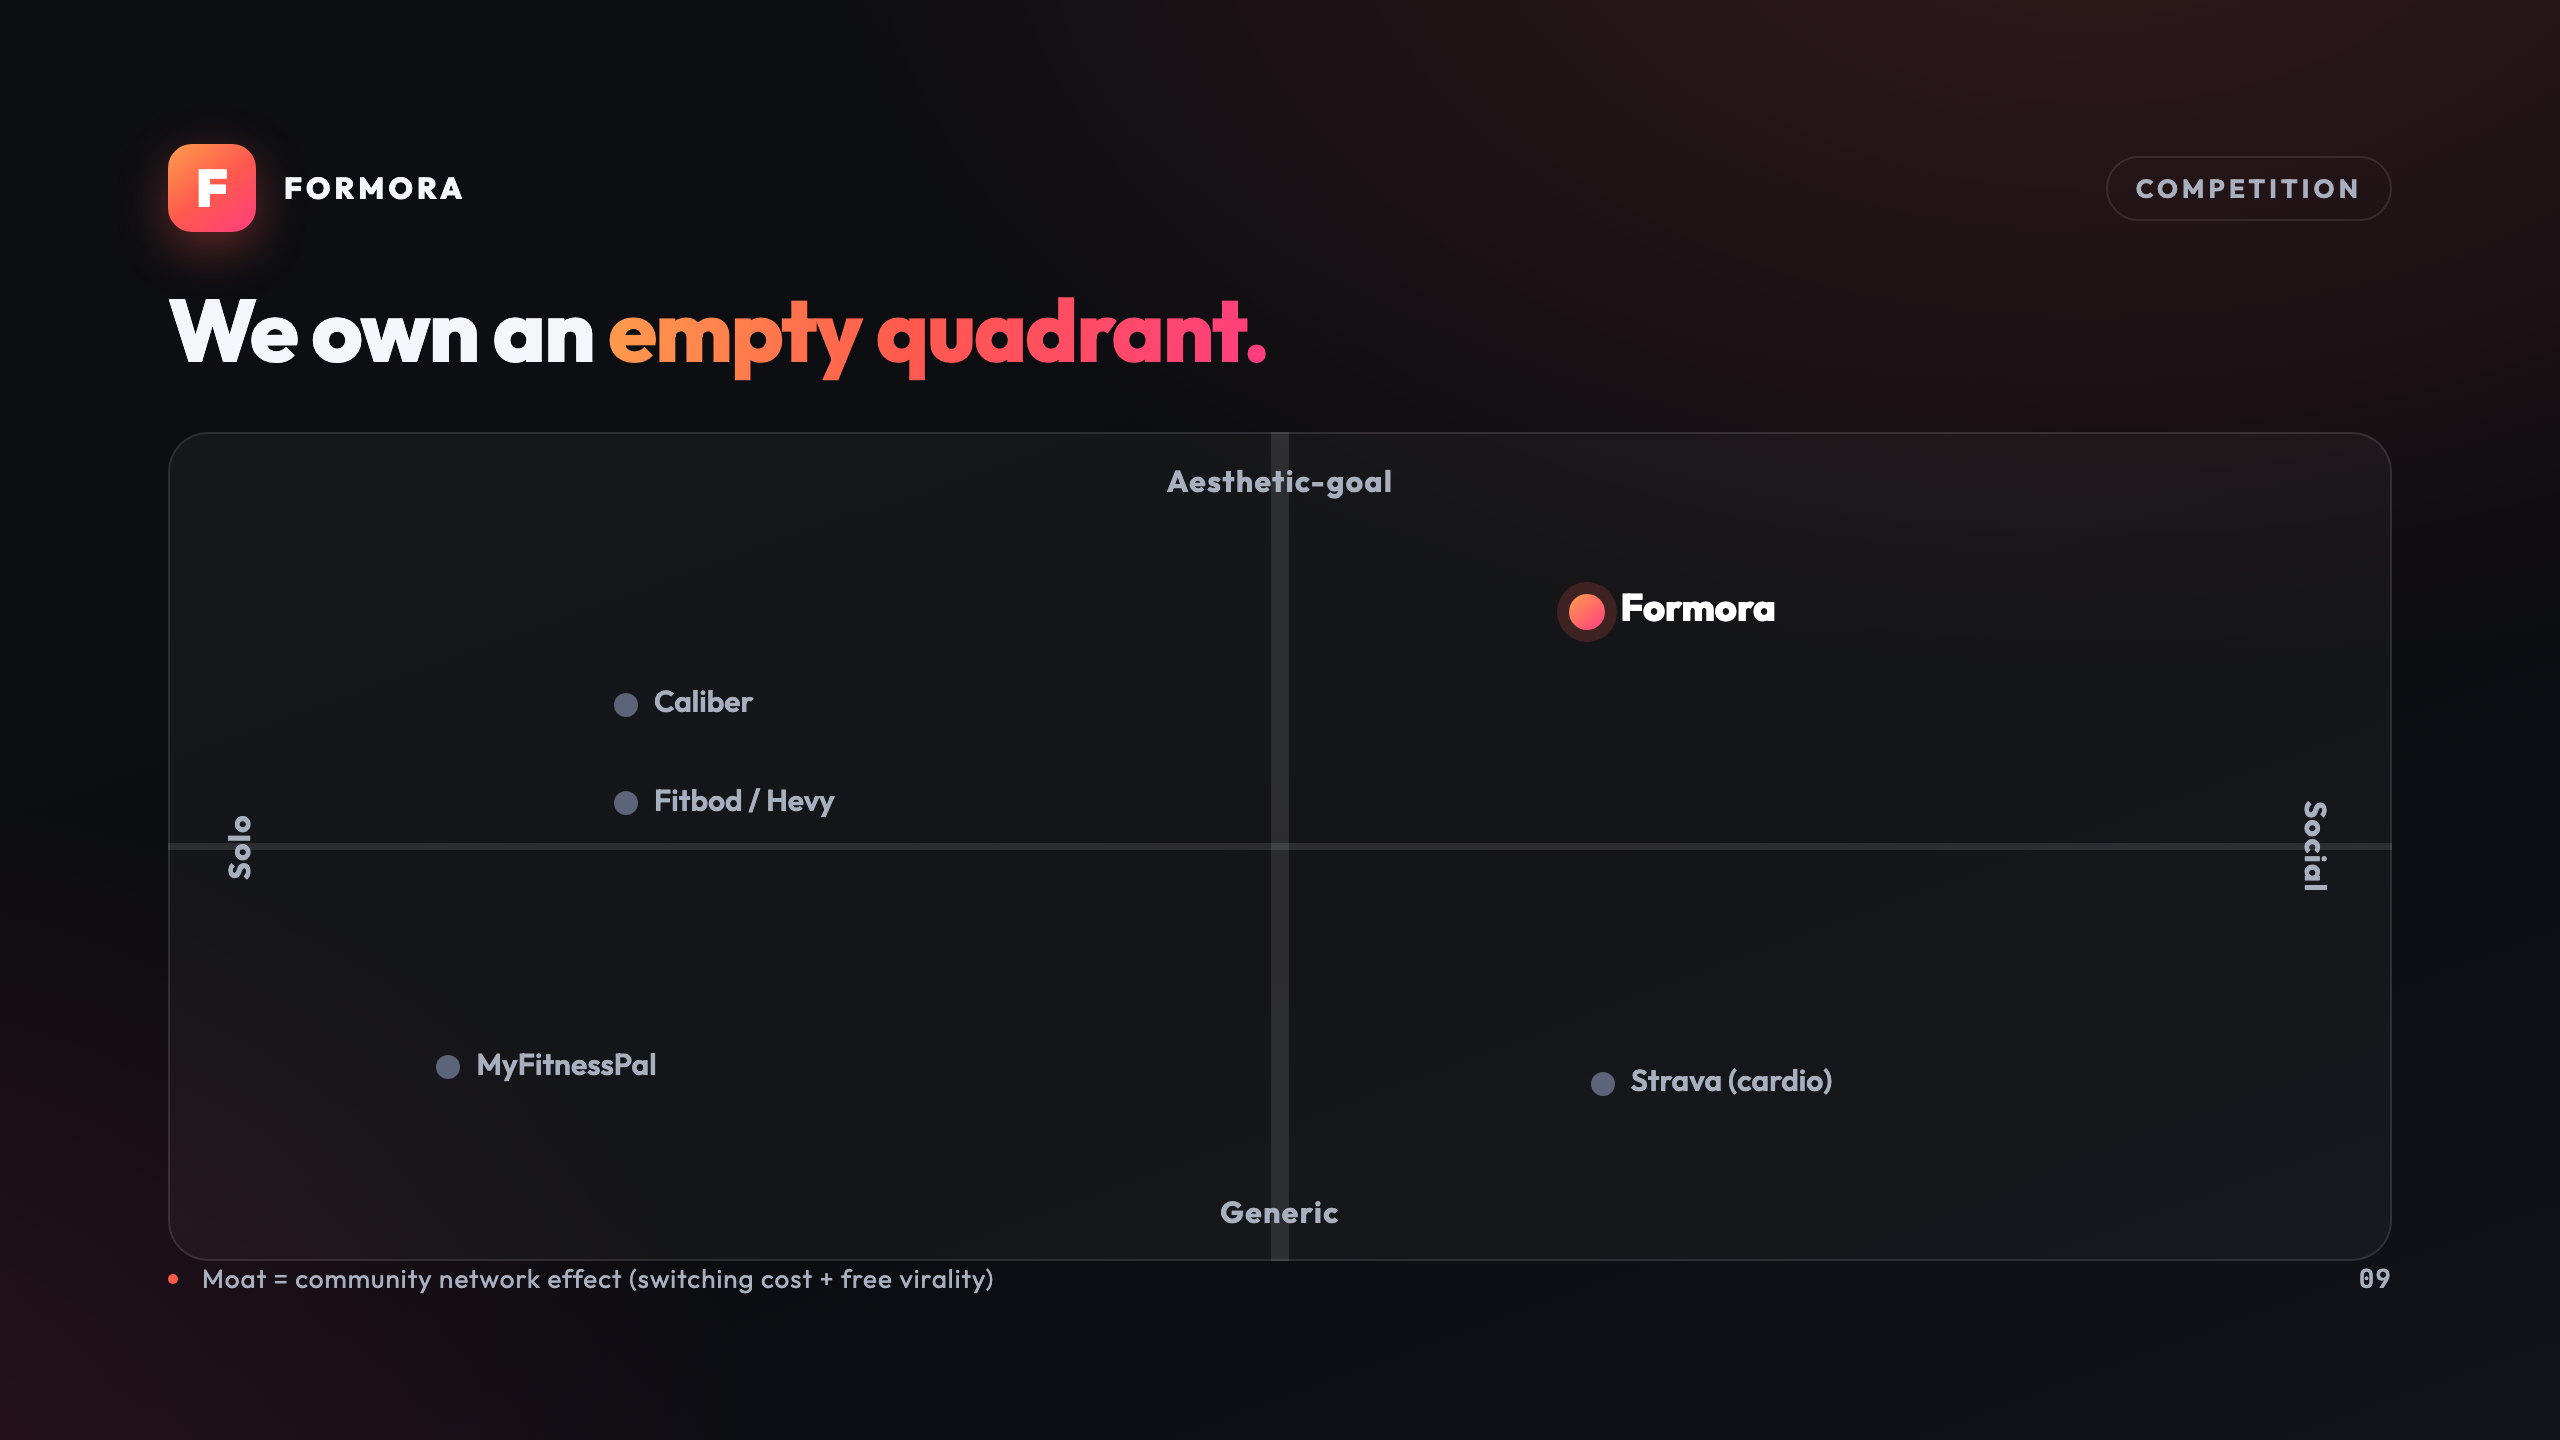 F
FORMORA
COMPETITION
We own an empty quadrant.
Aesthetic-goal
Formora
Caliber
Fitbod / Hevy
Solo
Social
MyFitnessPal
Strava (cardio)
Generic
Moat = community network effect (switching cost + free virality)
09